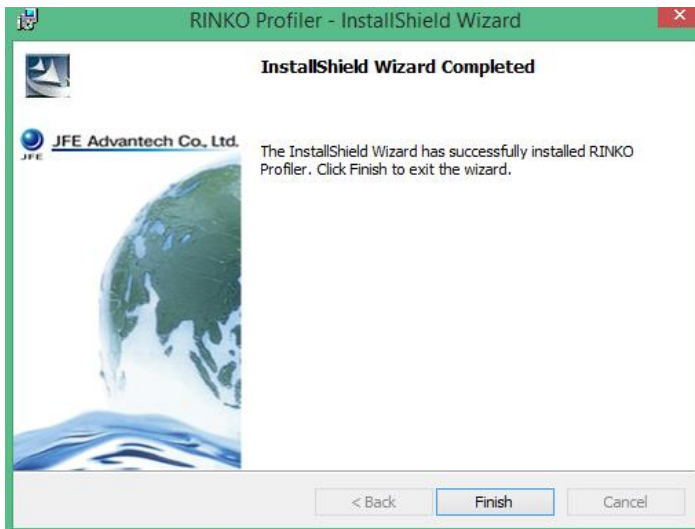 RINKO Profiler - InstallShield Wizard
InstallShield Wizard Completed
JFE Advantech Co., Ltd.
JFE
The InstallShield Wizard has successfully installed RINKO
Profiler. Click Finish to exit the wizard.
< Back
Finish
Cancel